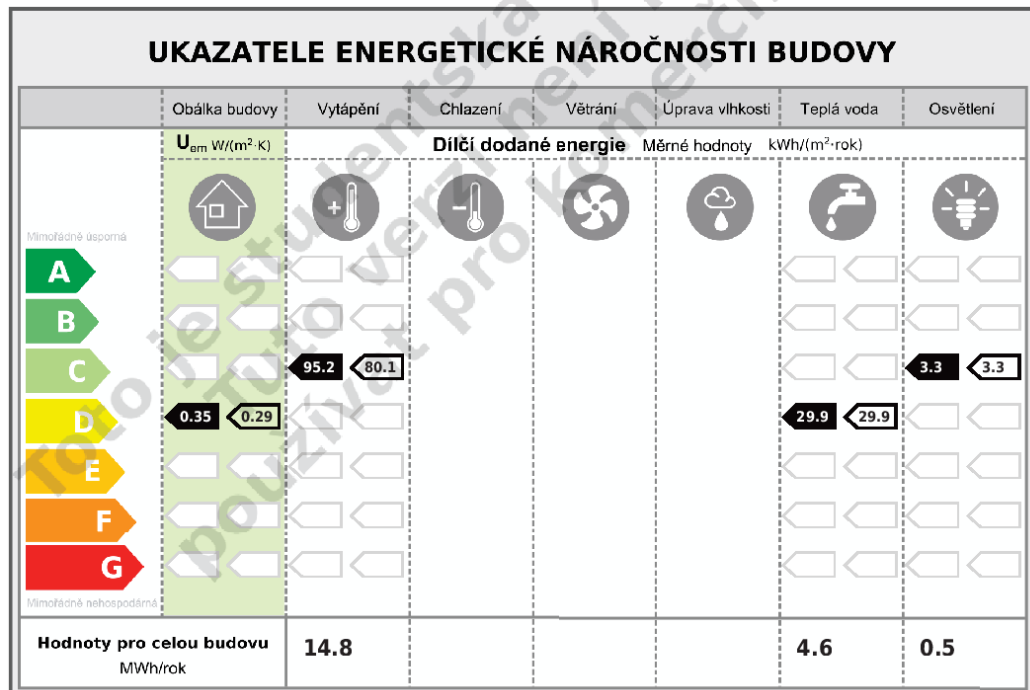 UKAZATELE ENERGETICKÉ NÁROČNOSTI BUDOVY
Obálka budovy Vytápění Chlazení Větrání Úprava vlhkosti Teplá voda Osvětlení
Uem W/(m²·K) Dílčí dodané energie Měrné hodnoty kWh/(m²·rok)
Mimořádně úsporná
A
B
C 95.2 80.1 3.3 3.3
D 0.35 0.29 29.9 29.9
E
F
G
Mimořádně nehospodárná
Hodnoty pro celou budovu 14.8 4.6 0.5
MWh/rok
Toto je studentská
Tuto verzi není
používat pro komerč